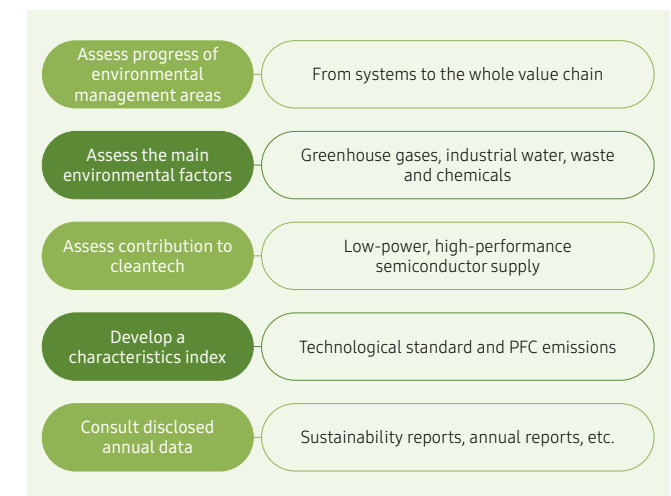 Assess progress of
environmental
management areas
From systems to the whole value chain
Assess the main
environmental factors
Greenhouse gases, industrial water, waste
and chemicals
Assess contribution to
cleantech
Low-power, high-performance
semiconductor supply
Develop a
characteristics index
Technological standard and PFC emissions
Consult disclosed
annual data
Sustainability reports, annual reports, etc.